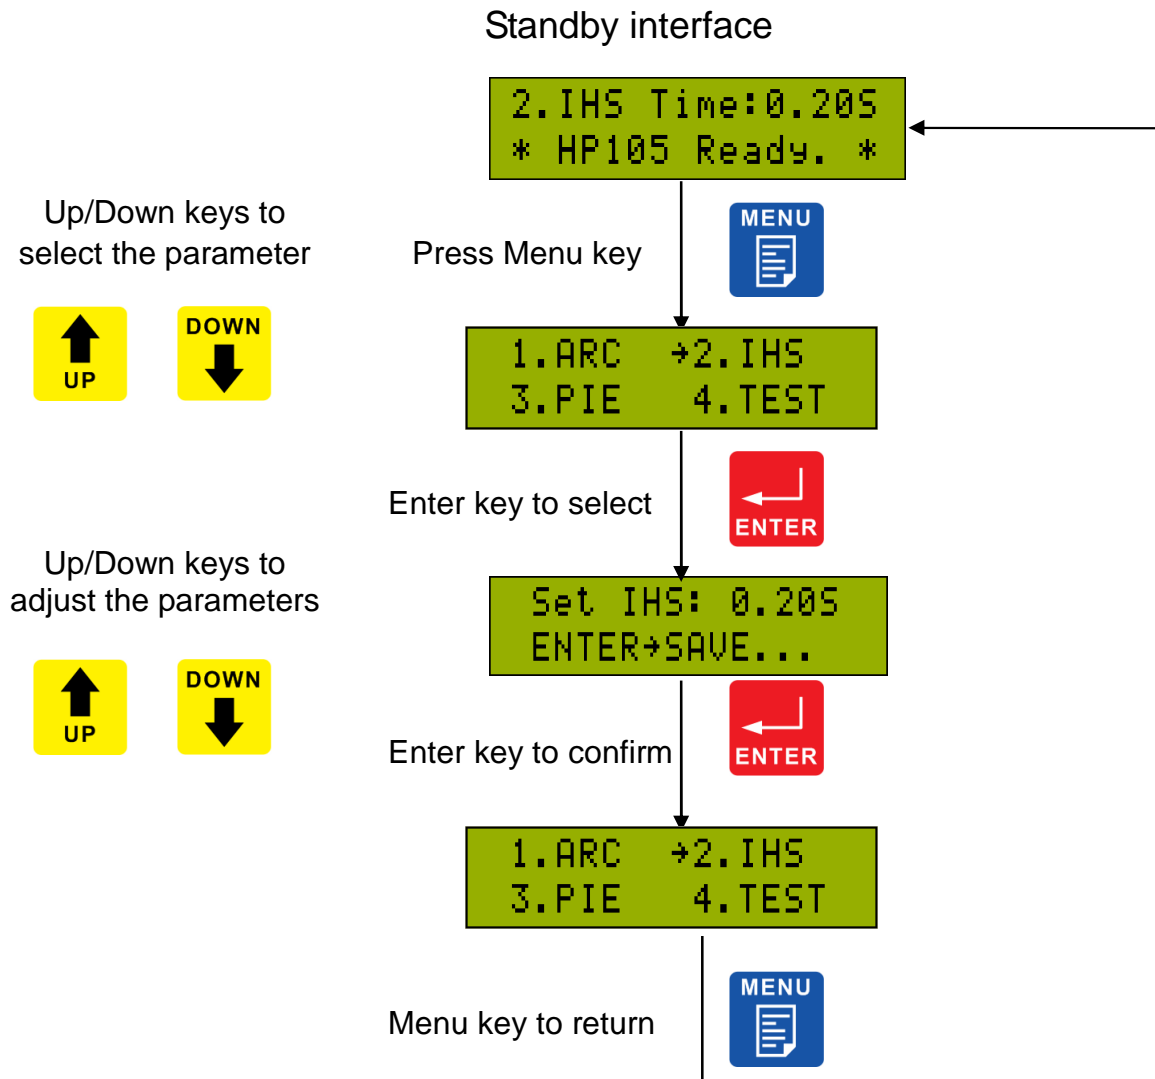 Standby interface
2.IHS Time:0.20S
* HP105 Ready. *
Up/Down keys to
select the parameter
UP
DOWN
Press Menu key
MENU
1.ARC →2.IHS
3.PIE 4.TEST
Enter key to select
ENTER
Up/Down keys to
adjust the parameters
UP
DOWN
Set IHS: 0.20S
ENTER→SAVE...
Enter key to confirm
ENTER
1.ARC →2.IHS
3.PIE 4.TEST
Menu key to return
MENU